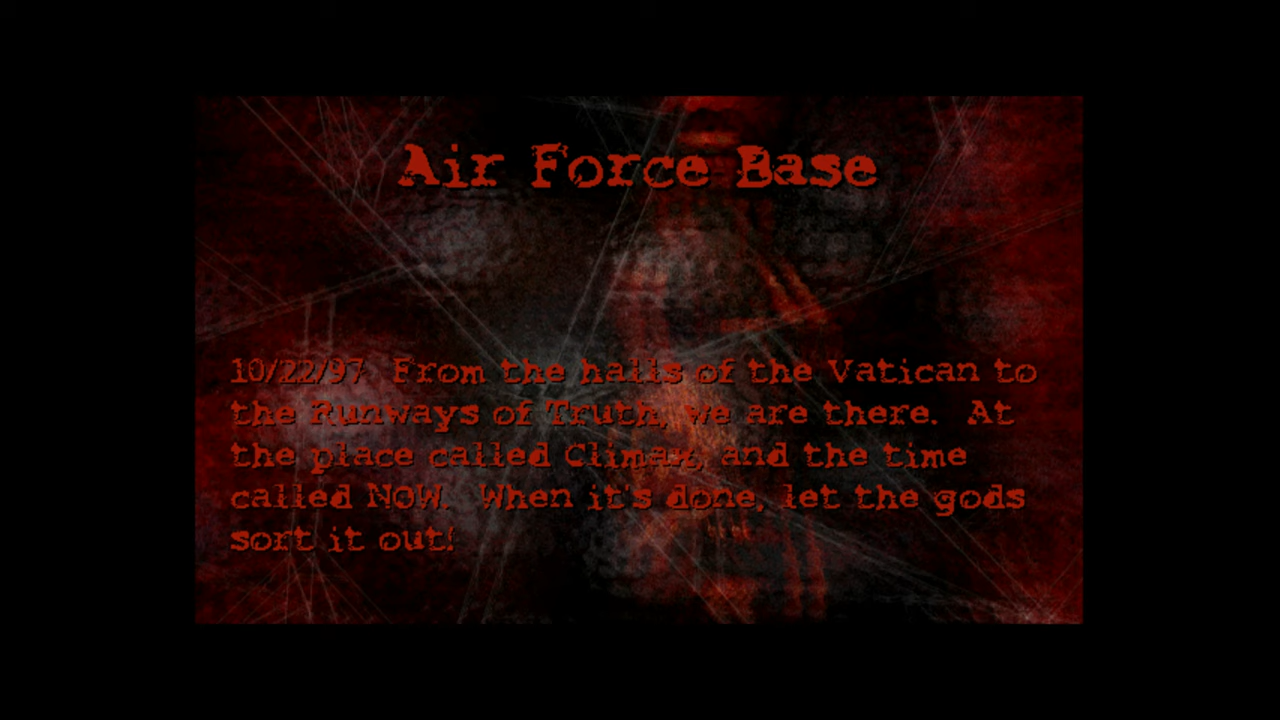 Air Force Base
10/22/97 From the halls of the Vatican to
the Runways of Truth, we are there. At
the place called Climax, and the time
called NOW. When it's done, let the gods
sort it out!